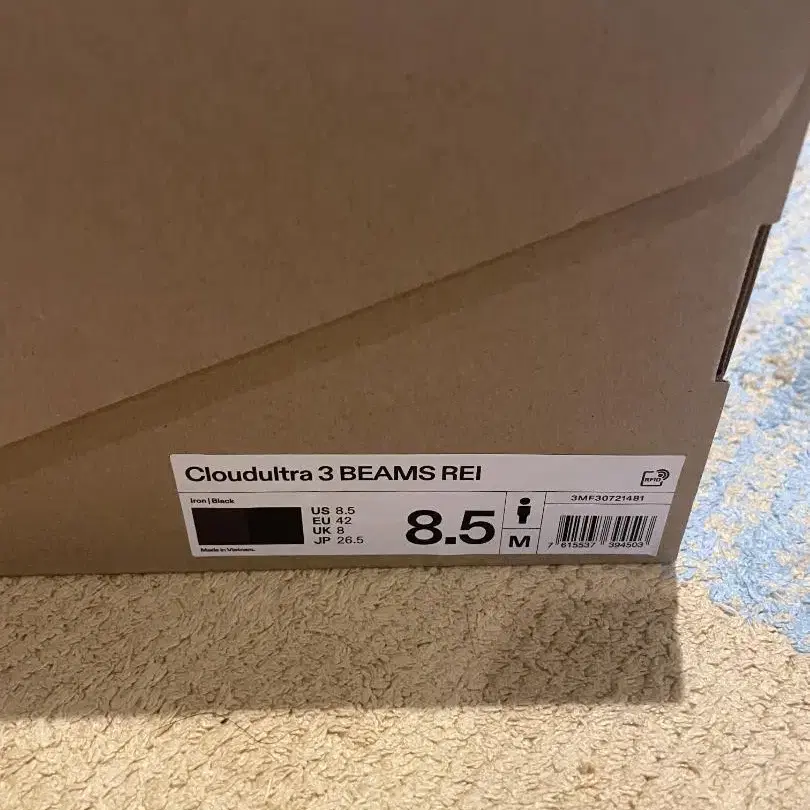 Cloudultra 3 BEAMS REI
RFID
Iron | Black
US 8.5
EU 42
UK 8
JP 26.5
Made in Vietnam.
8.5
M
3MF30721481
7 615537 394503